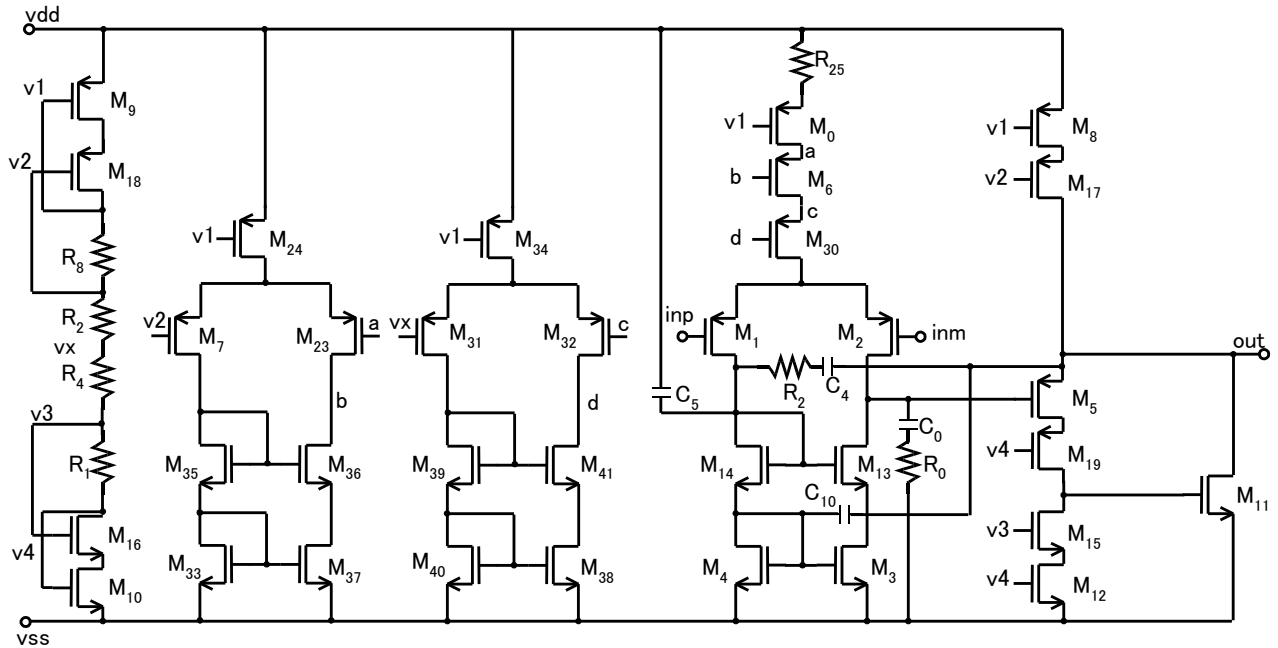 vdd
v1
M9
v2
M18
R8
R2
vx
R4
v3
R1
v4
M16
M10
vss
v1
M24
v2
M7
M23
a
b
M35
M36
M33
M37
v1
M34
vx
M31
M32
c
d
M39
M41
M40
M38
R25
v1
M0
a
b
M6
c
d
M30
inp
M1
M2
inm
R2
C4
C5
C0
R0
M14
M13
C10
M4
M3
v1
M8
v2
M17
out
M5
v4
M19
M11
v3
M15
v4
M12